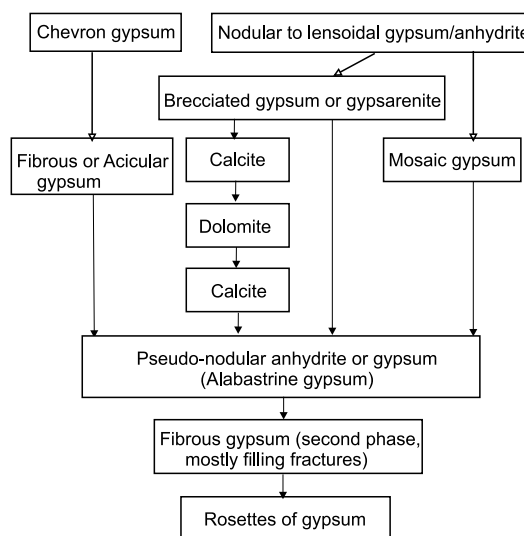 Chevron gypsum
Nodular to lensoidal gypsum/anhydrite
Brecciated gypsum or gypsarenite
Fibrous or Acicular
gypsum
Calcite
Mosaic gypsum
Dolomite
Calcite
Pseudo-nodular anhydrite or gypsum
(Alabastrine gypsum)
Fibrous gypsum (second phase,
mostly filling fractures)
Rosettes of gypsum